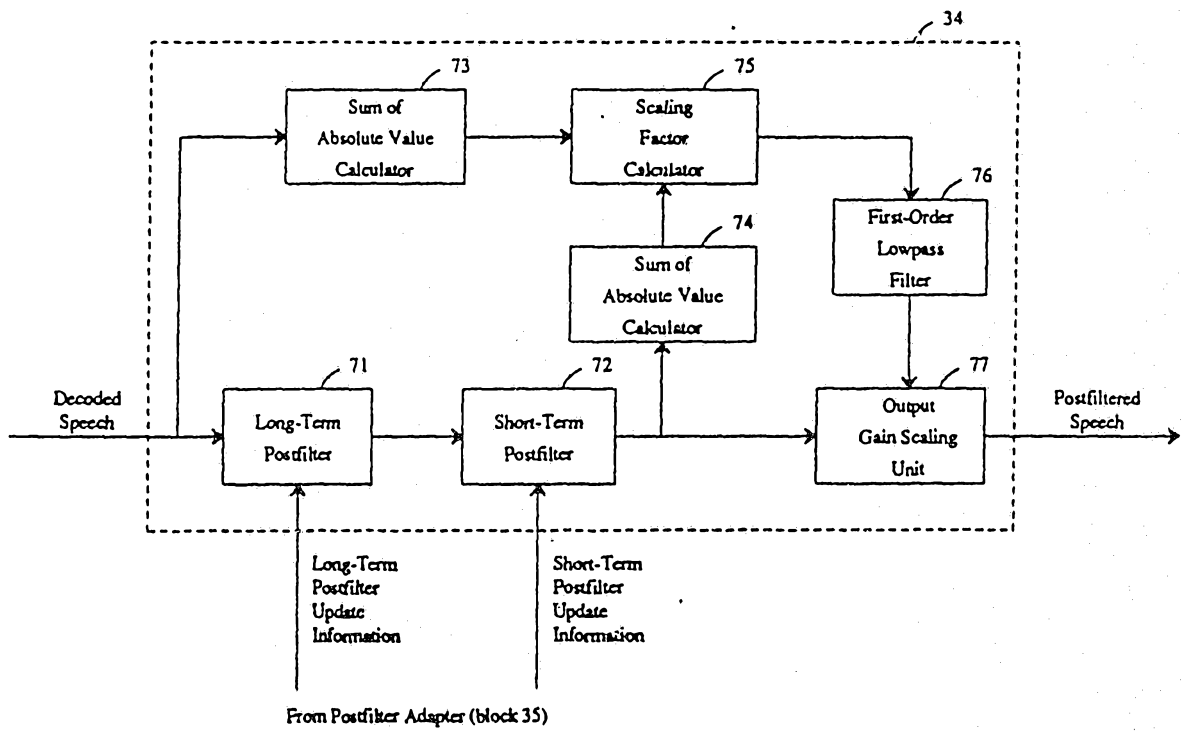 34
73
Sum of
Absolute Value
Calculator
75
Scaling
Factor
Calculator
76
First-Order
Lowpass
Filter
74
Sum of
Absolute Value
Calculator
Decoded
Speech
71
Long-Term
Postfilter
72
Short-Term
Postfilter
77
Output
Gain Scaling
Unit
Postfiltered
Speech
Long-Term
Postfilter
Update
Information
Short-Term
Postfilter
Update
Information
From Postfilter Adapter (block 35)